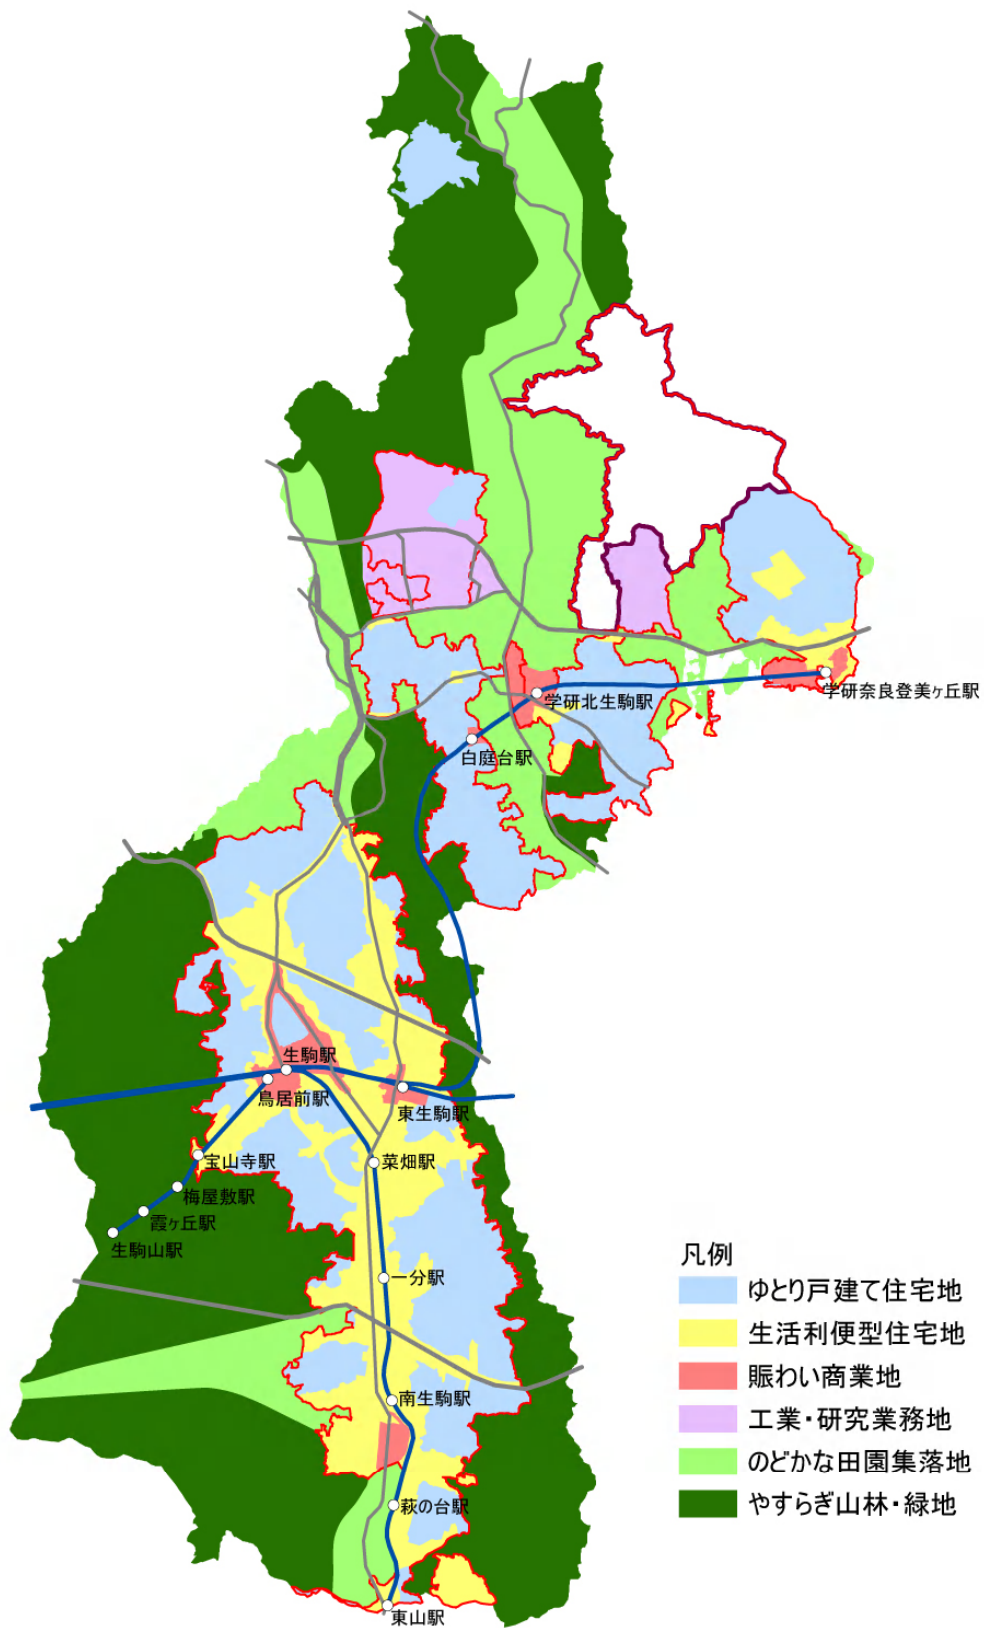 学研奈良登美ヶ丘駅
学研北生駒駅
白庭台駅
生駒駅
鳥居前駅
東生駒駅
宝山寺駅
菜畑駅
梅屋敷駅
霞ヶ丘駅
生駒山駅
一分駅
南生駒駅
萩の台駅
東山駅
凡例
ゆとり戸建て住宅地
生活利便型住宅地
賑わい商業地
工業・研究業務地
のどかな田園集落地
やすらぎ山林・緑地